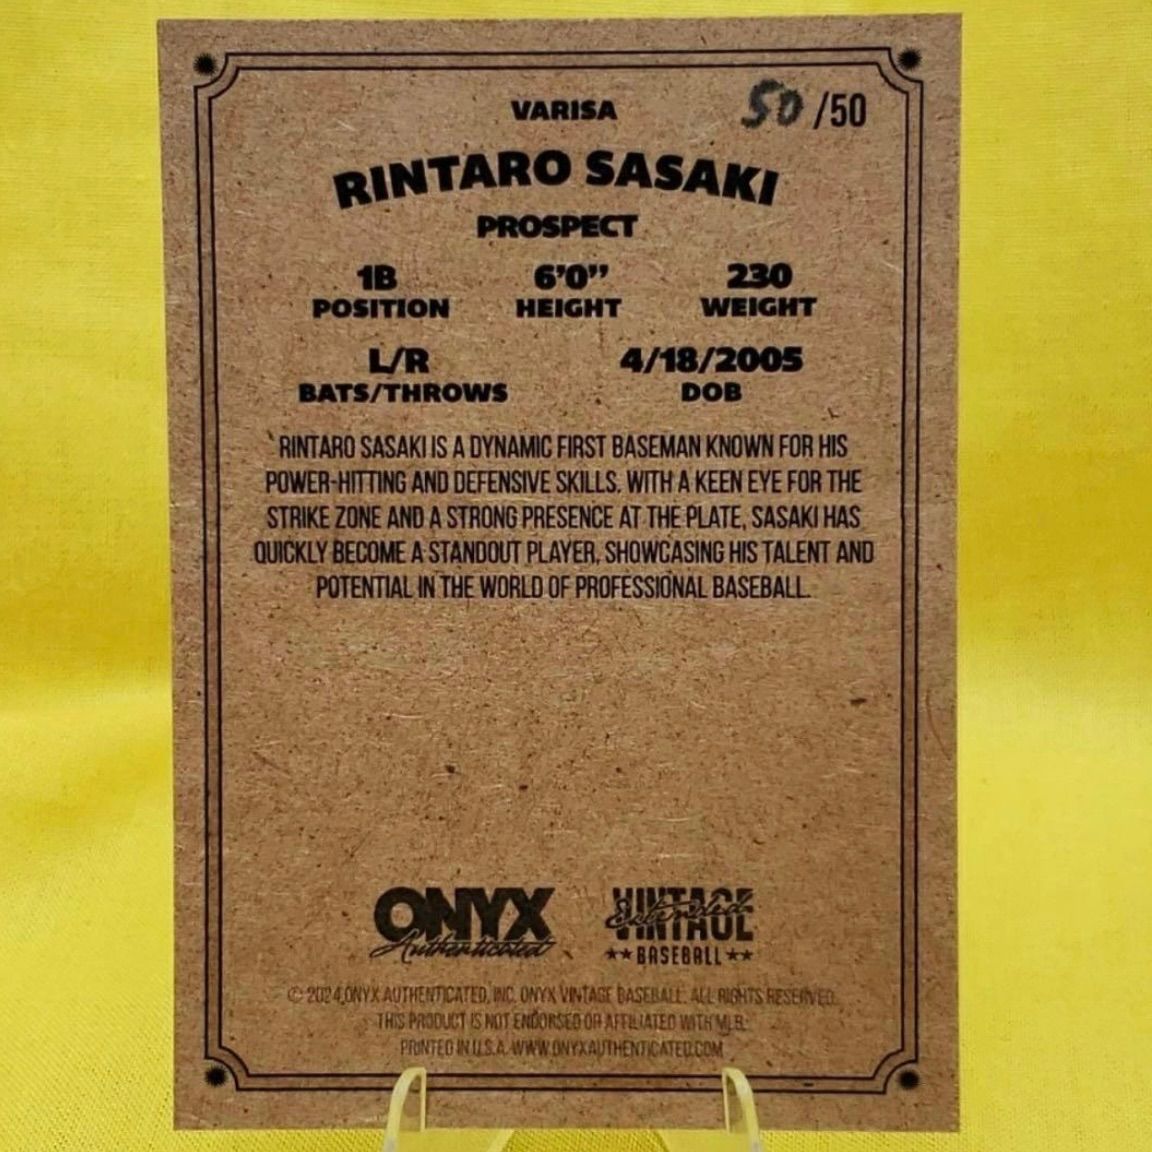 VARISA
50/50
RINTARO SASAKI
PROSPECT
1B 6'0" 230
POSITION HEIGHT WEIGHT
L/R 4/18/2005
BATS/THROWS DOB
RINTARO SASAKI IS A DYNAMIC FIRST BASEMAN KNOWN FOR HIS
POWER-HITTING AND DEFENSIVE SKILLS. WITH A KEEN EYE FOR THE
STRIKE ZONE AND A STRONG PRESENCE AT THE PLATE, SASAKI HAS
QUICKLY BECOME A STANDOUT PLAYER, SHOWCASING HIS TALENT AND
POTENTIAL IN THE WORLD OF PROFESSIONAL BASEBALL.
ONYX
Authenticated
VINTAGE
Extended
BASEBALL
© 2024 ONYX AUTHENTICATED, INC. ONYX VINTAGE BASEBALL. ALL RIGHTS RESERVED.
THIS PRODUCT IS NOT ENDORSED OR AFFILIATED WITH MLB.
PRINTED IN U.S.A. WWW.ONYXAUTHENTICATED.COM